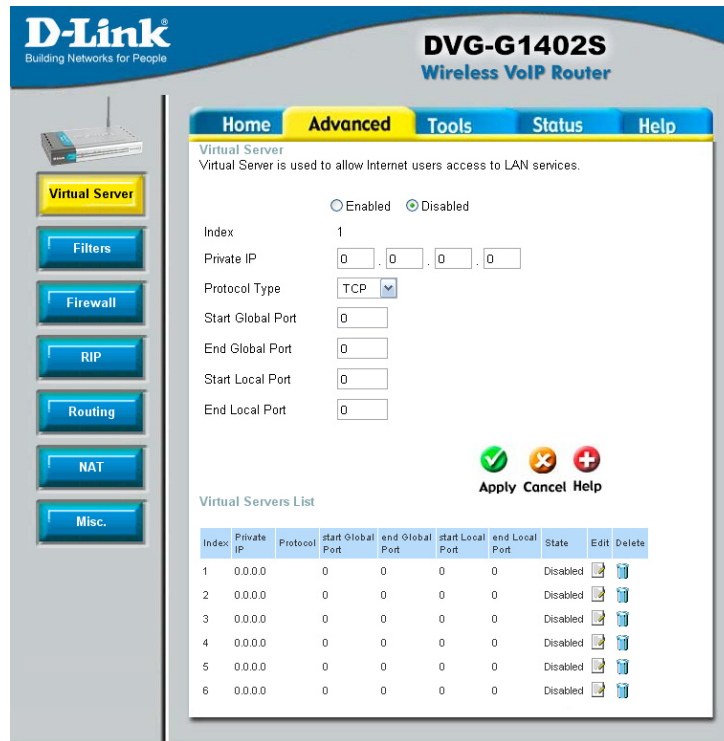 D-Link
Building Networks for People
DVG-G1402S
Wireless VoIP Router
Home Advanced Tools Status Help
Virtual Server
Filters
Firewall
RIP
Routing
NAT
Misc.
Virtual Server
Virtual Server is used to allow Internet users access to LAN services.
Enabled Disabled
Index 1
Private IP 0 . 0 . 0 . 0
Protocol Type TCP
Start Global Port 0
End Global Port 0
Start Local Port 0
End Local Port 0
Apply Cancel Help
Virtual Servers List
Index Private IP Protocol start Global Port end Global Port start Local Port end Local Port State Edit Delete
1 0.0.0.0 0 0 0 0 Disabled
2 0.0.0.0 0 0 0 0 Disabled
3 0.0.0.0 0 0 0 0 Disabled
4 0.0.0.0 0 0 0 0 Disabled
5 0.0.0.0 0 0 0 0 Disabled
6 0.0.0.0 0 0 0 0 Disabled